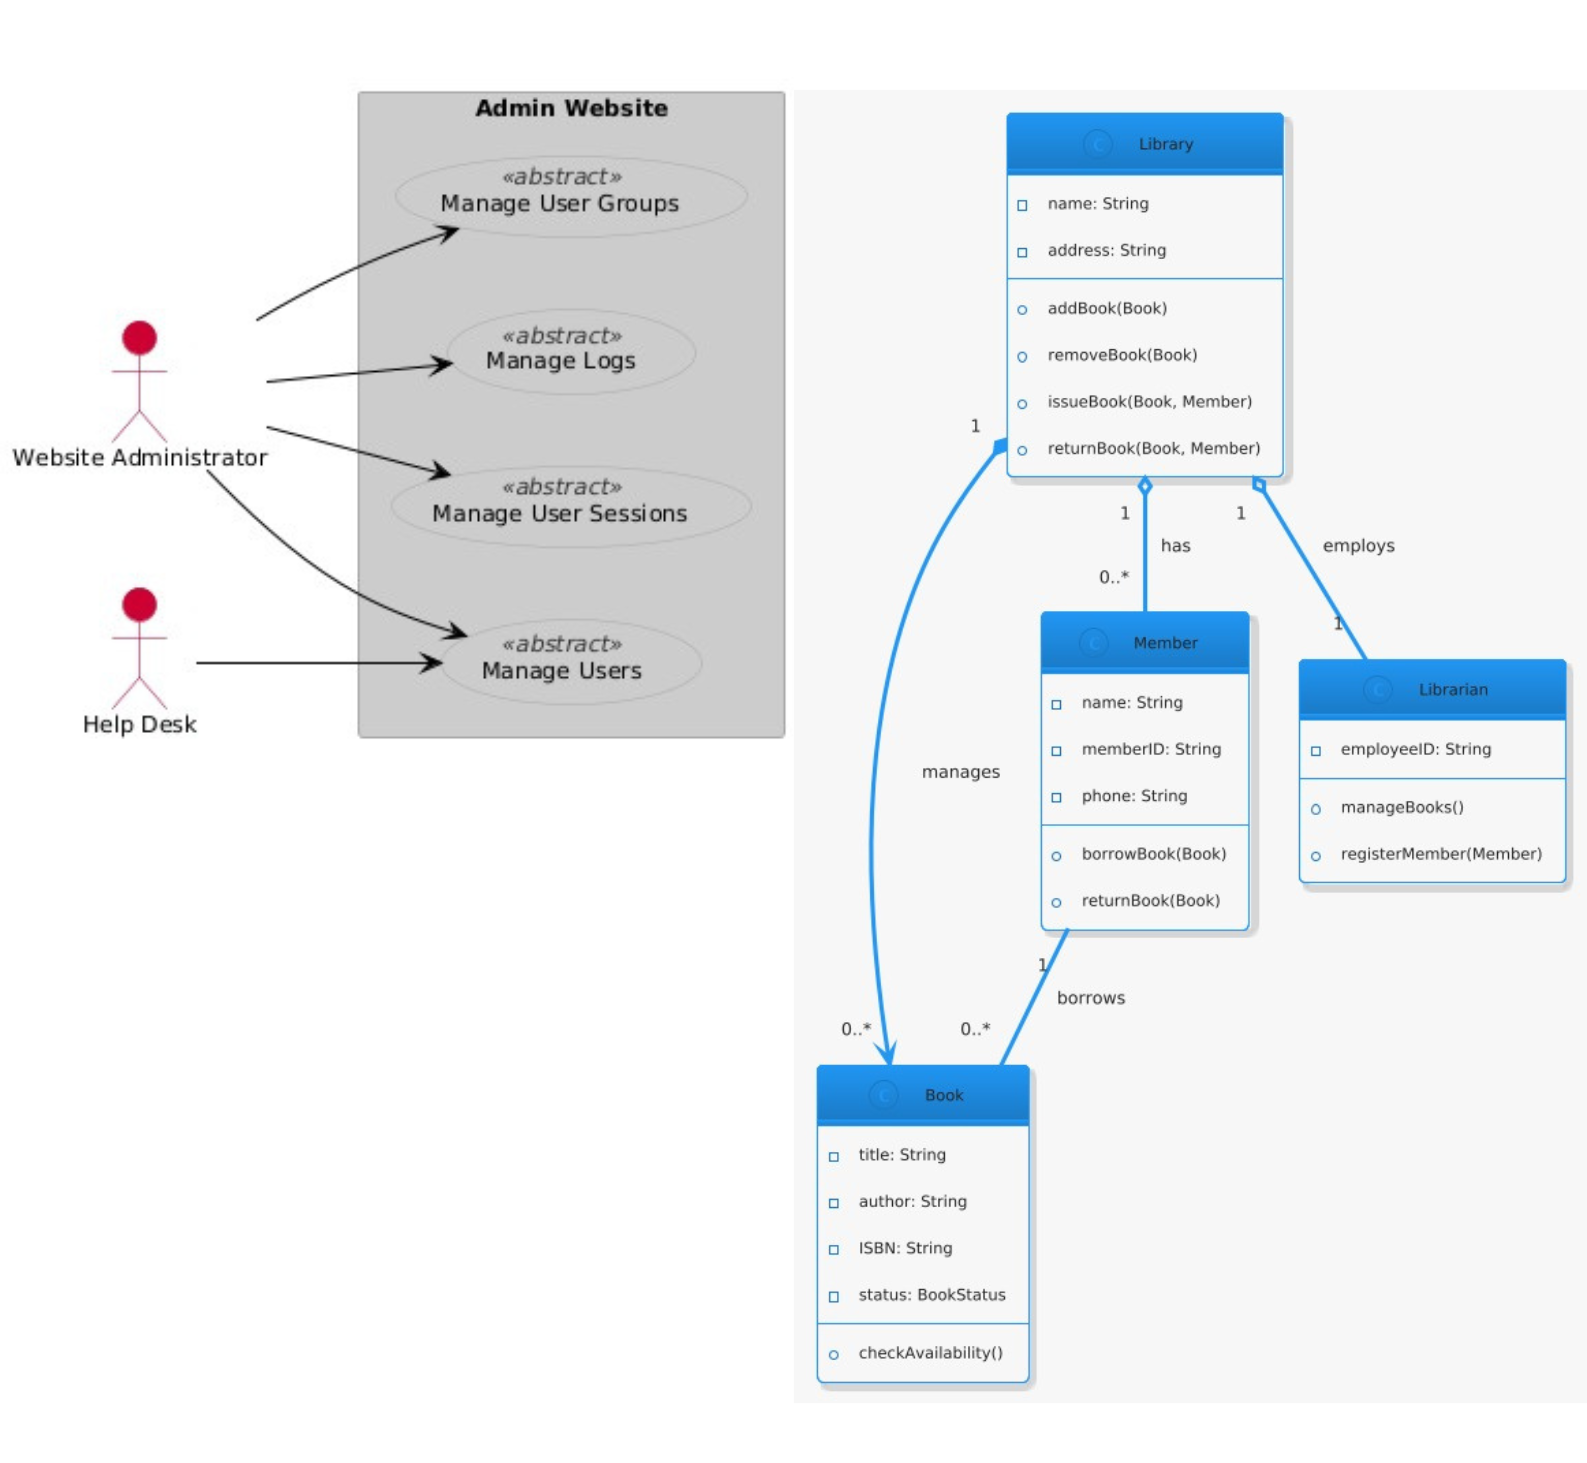 Admin Website
«abstract»
Manage User Groups
«abstract»
Manage Logs
Website Administrator
«abstract»
Manage User Sessions
«abstract»
Manage Users
Help Desk
C Library
name: String
address: String
addBook(Book)
removeBook(Book)
issueBook(Book, Member)
returnBook(Book, Member)
1
1
1
has
employs
0..*
1
C Member
name: String
memberID: String
phone: String
borrowBook(Book)
returnBook(Book)
C Librarian
employeeID: String
manageBooks()
registerMember(Member)
manages
1
borrows
0..*
0..*
C Book
title: String
author: String
ISBN: String
status: BookStatus
checkAvailability()